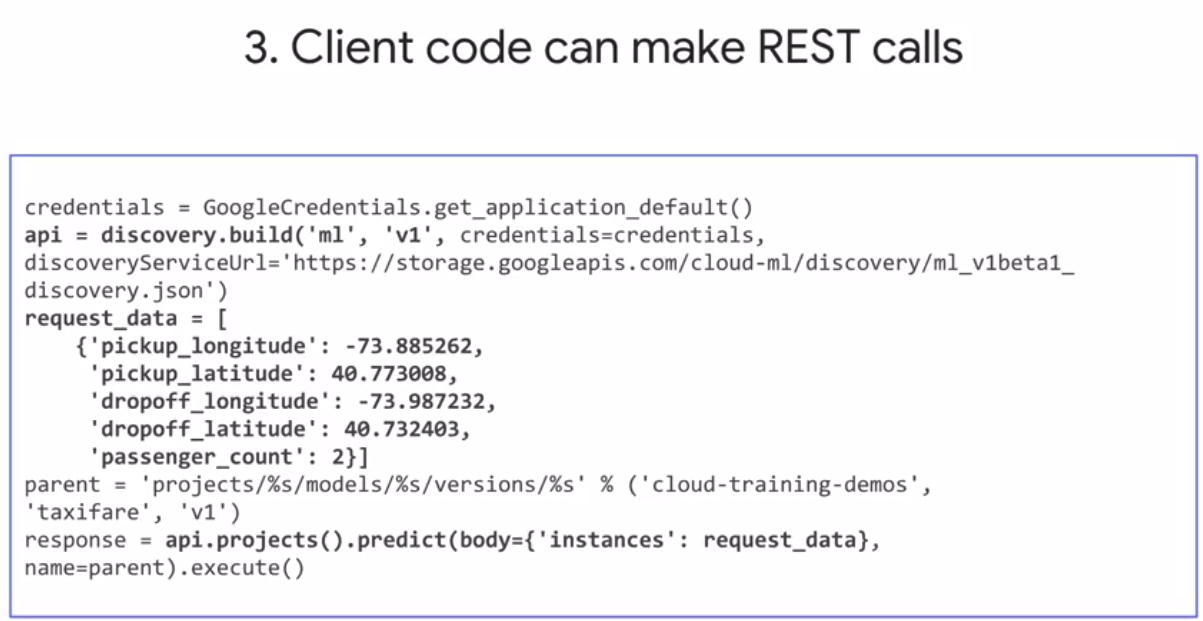 3. Client code can make REST calls
credentials = GoogleCredentials.get_application_default()
api = discovery.build('ml', 'v1', credentials=credentials,
discoveryServiceUrl='https://storage.googleapis.com/cloud-ml/discovery/ml_v1beta1_
discovery.json')
request_data = [
    {'pickup_longitude': -73.885262,
     'pickup_latitude': 40.773008,
     'dropoff_longitude': -73.987232,
     'dropoff_latitude': 40.732403,
     'passenger_count': 2}]
parent = 'projects/%s/models/%s/versions/%s' % ('cloud-training-demos',
'taxifare', 'v1')
response = api.projects().predict(body={'instances': request_data},
name=parent).execute()